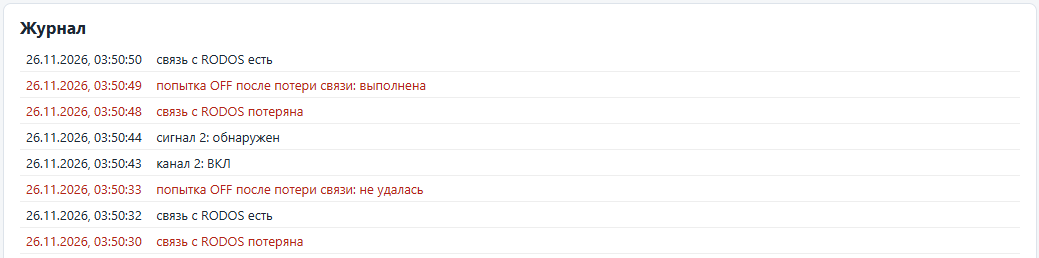 Журнал
26.11.2026, 03:50:50 связь с RODOS есть
26.11.2026, 03:50:49 попытка OFF после потери связи: выполнена
26.11.2026, 03:50:48 связь с RODOS потеряна
26.11.2026, 03:50:44 сигнал 2: обнаружен
26.11.2026, 03:50:43 канал 2: ВКЛ
26.11.2026, 03:50:33 попытка OFF после потери связи: не удалась
26.11.2026, 03:50:32 связь с RODOS есть
26.11.2026, 03:50:30 связь с RODOS потеряна